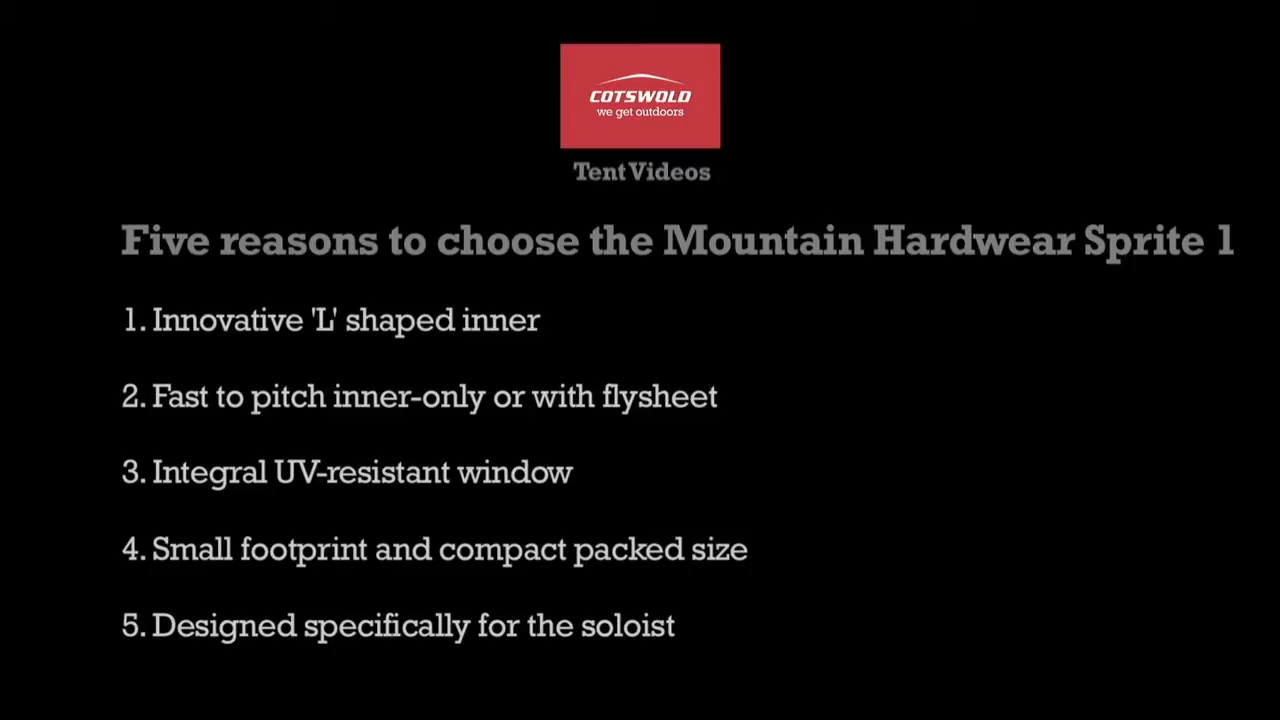 COTSWOLD
we get outdoors
Tent Videos
Five reasons to choose the Mountain Hardwear Sprite 1
1. Innovative 'L' shaped inner
2. Fast to pitch inner-only or with flysheet
3. Integral UV-resistant window
4. Small footprint and compact packed size
5. Designed specifically for the soloist